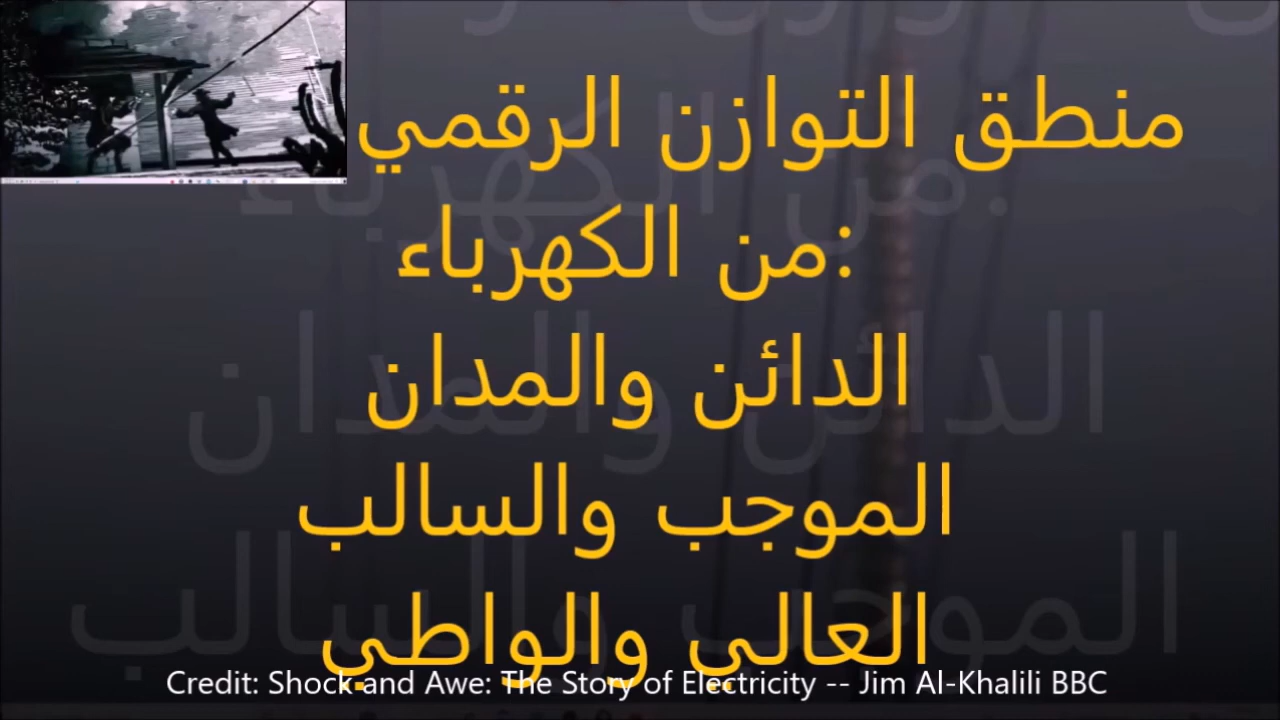 منطق التوازن الرقمي
من الكهرباء:
الدائن والمدان
الموجب والسالب
العالي والواطي
Credit: Shock and Awe: The Story of Electricity -- Jim Al-Khalili BBC